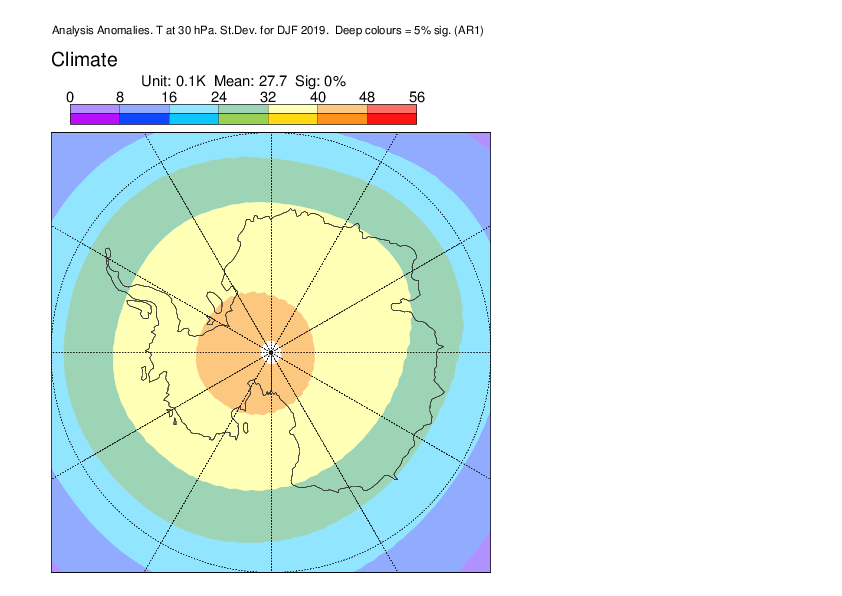 Analysis Anomalies. T at 30 hPa. St.Dev. for DJF 2019.  Deep colours = 5% sig. (AR1)
Climate
Unit: 0.1K  Mean: 27.7  Sig: 0%
0 8 16 24 32 40 48 56